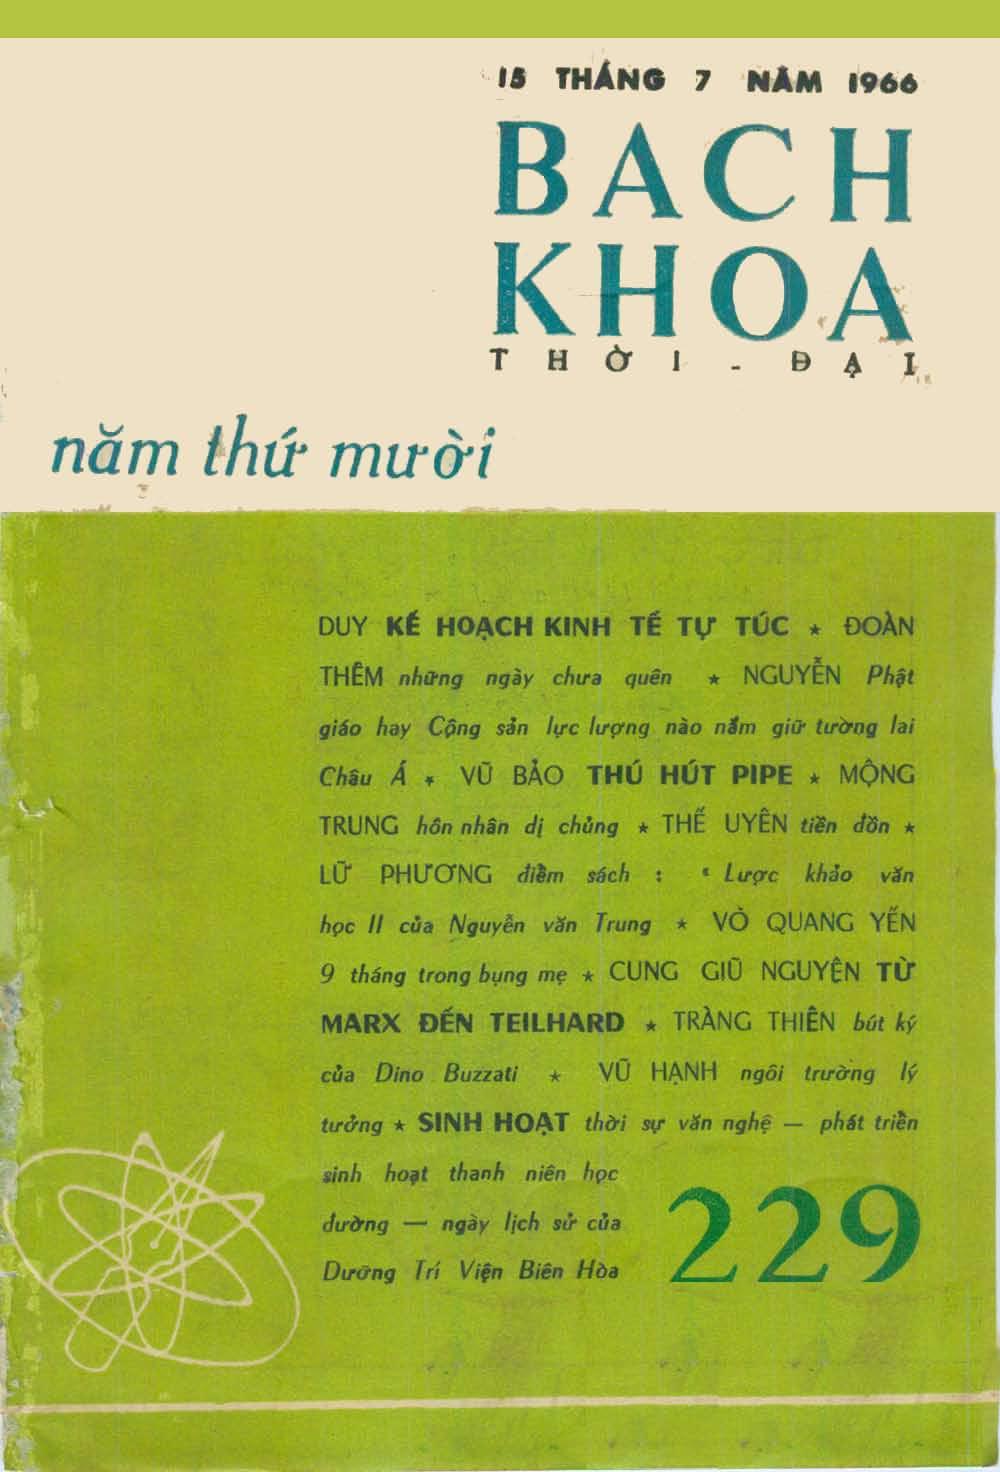 15 THÁNG 7 NĂM 1966
BACH
KHOA
THỜI - ĐẠI
năm thứ mười
DUY KẾ HOẠCH KINH TẾ TỰ TÚC ★ ĐOÀN
THÊM những ngày chưa quên ★ NGUYỄN Phật
giáo hay Cộng sản lực lượng nào nắm giữ tường lai
Châu Á ★ VŨ BẢO THÚ HÚT PIPE ★ MỘNG
TRUNG hôn nhân dị chủng ★ THẾ UYÊN tiền đồn ★
LỮ PHƯƠNG điềm sách : « Lược khảo văn
học II của Nguyễn văn Trung ★ VÒ QUANG YẾN
9 tháng trong bụng mẹ ★ CUNG GIŨ NGUYÊN TỪ
MARX ĐẾN TEILHARD ★ TRÀNG THIÊN bút ký
của Dino Buzzati ★ VŨ HẠNH ngôi trường lý
tưởng ★ SINH HOẠT thời sự văn nghệ — phát triền
sinh hoạt thanh niên học
đường — ngày lịch sử của
Dưỡng Trí Viện Biên Hòa
229